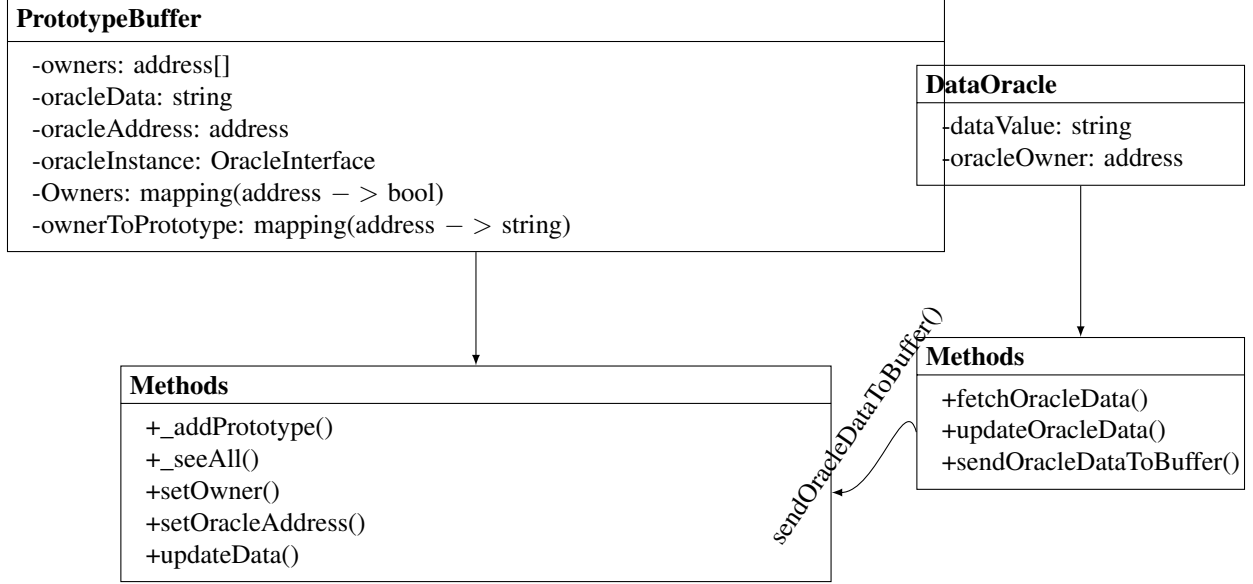 PrototypeBuffer
-owners: address[]
-oracleData: string
-oracleAddress: address
-oracleInstance: OracleInterface
-Owners: mapping(address − > bool)
-ownerToPrototype: mapping(address − > string)
DataOracle
-dataValue: string
-oracleOwner: address
Methods
+_addPrototype()
+_seeAll()
+setOwner()
+setOracleAddress()
+updateData()
sendOracleDataToBuffer()
Methods
+fetchOracleData()
+updateOracleData()
+sendOracleDataToBuffer()